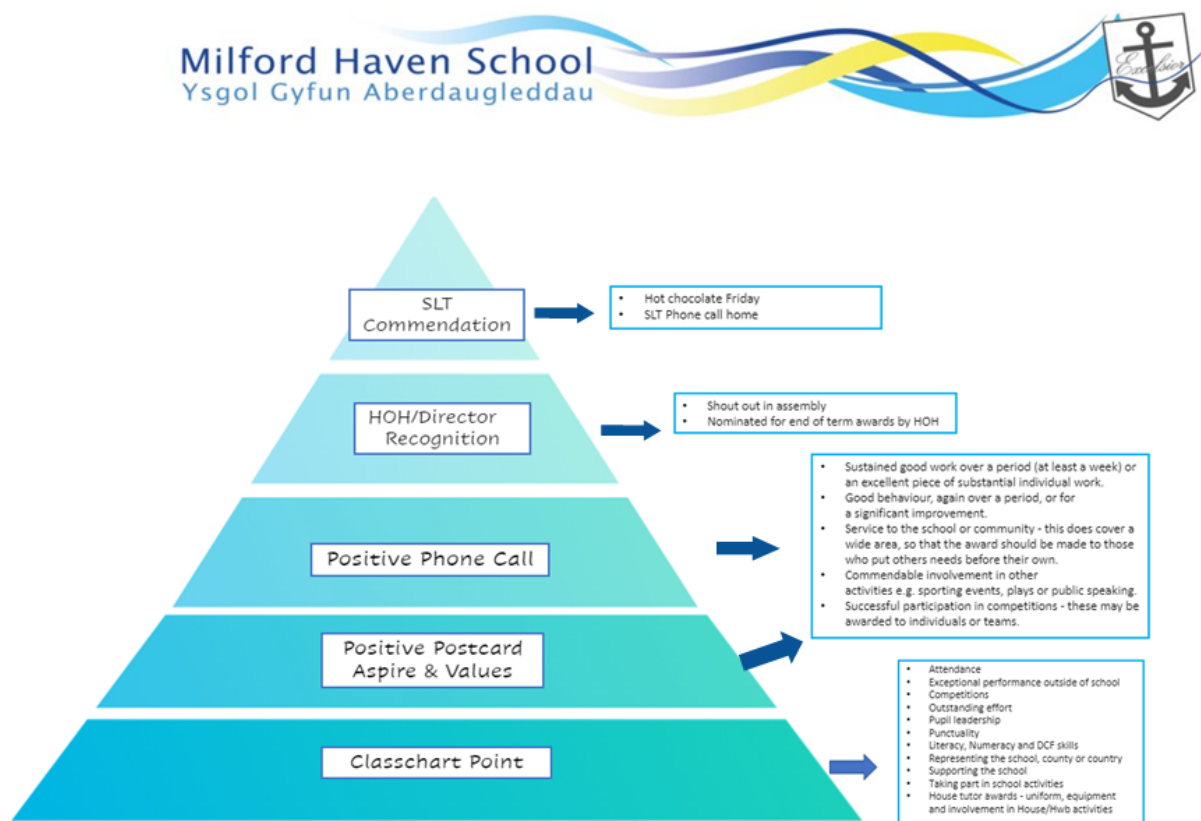 Milford Haven School
Ysgol Gyfun Aberdaugleddau
Excelsior
SLT
Commendation
• Hot chocolate Friday
• SLT Phone call home
HOH/Director
Recognition
• Shout out in assembly
• Nominated for end of term awards by HOH
Positive Phone Call
• Sustained good work over a period (at least a week) or
an excellent piece of substantial individual work.
• Good behaviour, again over a period, or for
a significant improvement.
• Service to the school or community - this does cover a
wide area, so that the award should be made to those
who put others needs before their own.
• Commendable involvement in other
activities e.g. sporting events, plays or public speaking.
• Successful participation in competitions - these may be
awarded to individuals or teams.
Positive Postcard
Aspire & Values
Classchart Point
• Attendance
• Exceptional performance outside of school
• Competitions
• Outstanding effort
• Pupil leadership
• Punctuality
• Literacy, Numeracy and DCF skills
• Representing the school, county or country
• Supporting the school
• Taking part in school activities
• House tutor awards - uniform, equipment
and involvement in House/Hwb activities